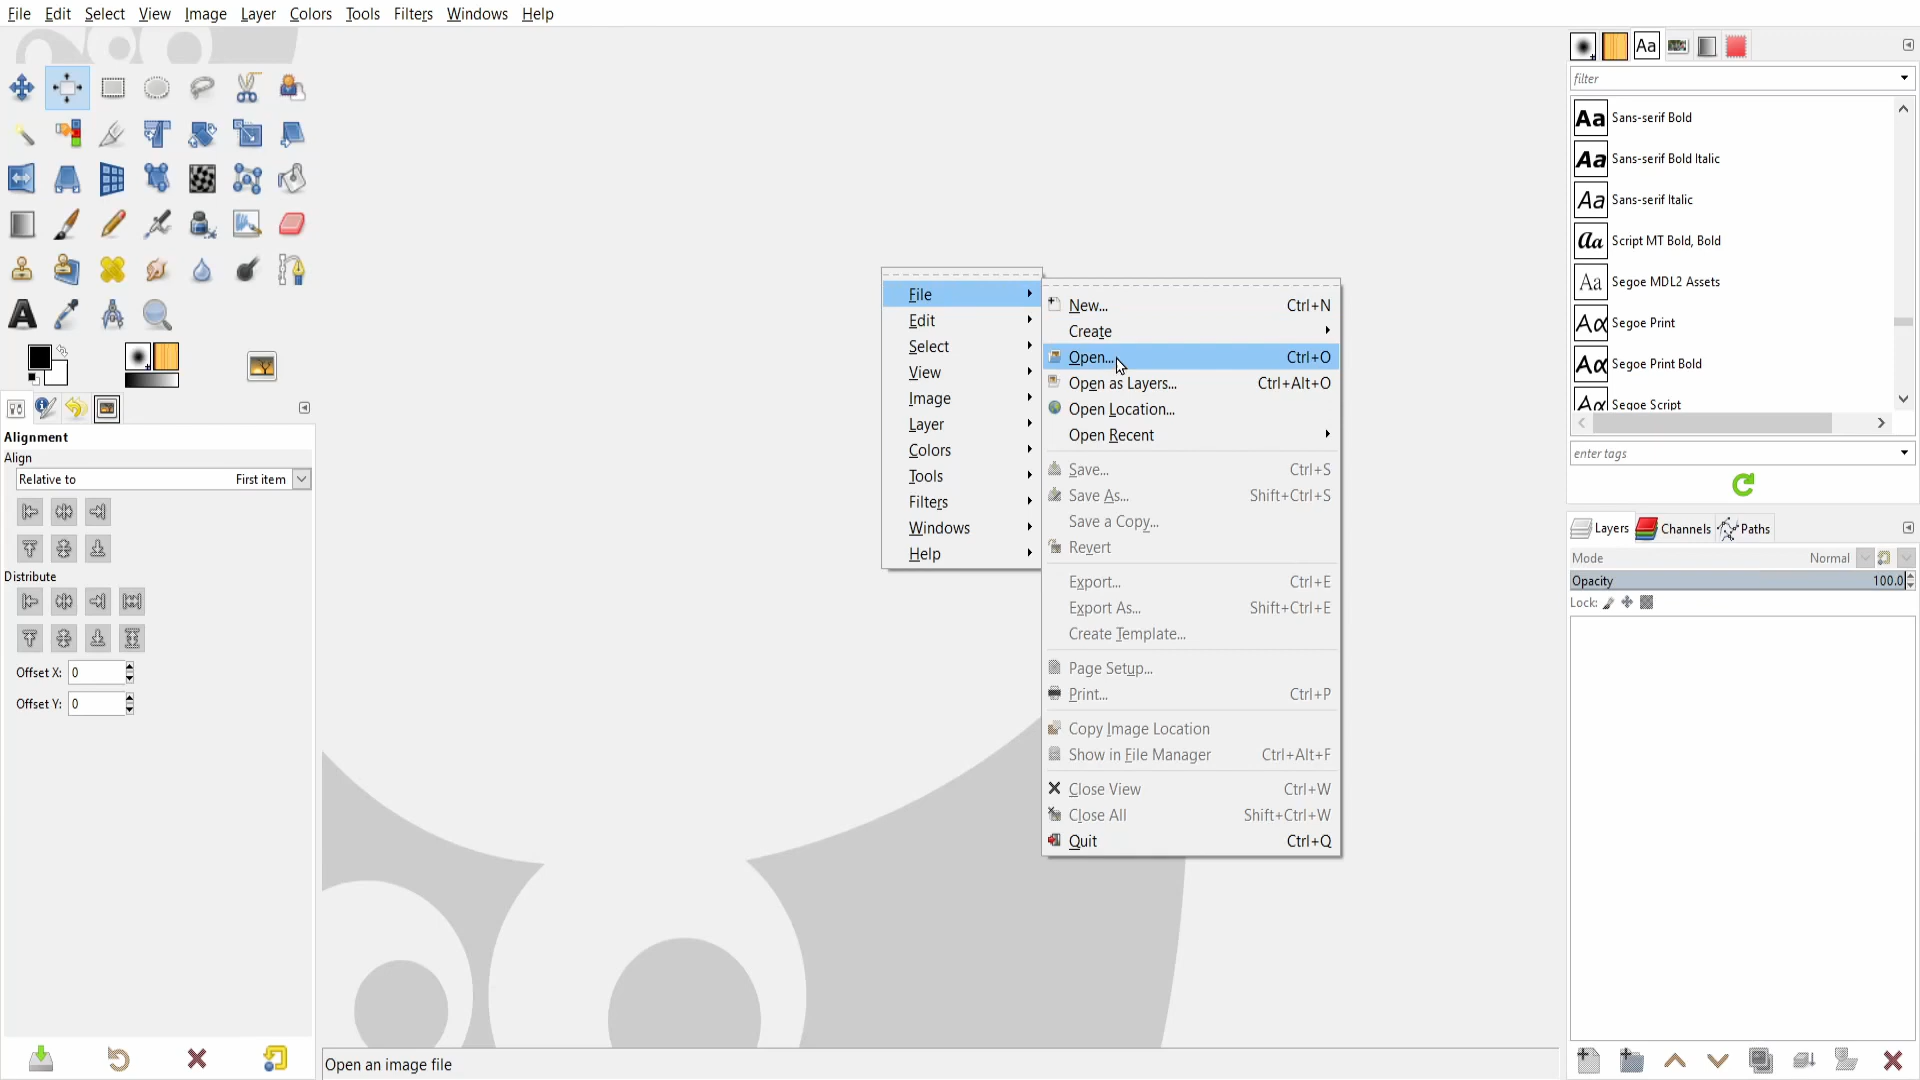 File Edit Select View Image Layer Colors Tools Filters Windows Help
Alignment
Align
Relative to First item
Distribute
Offset X: 0
Offset Y: 0
File
Edit
Select
View
Image
Layer
Colors
Tools
Filters
Windows
Help
New... Ctrl+N
Create
Open... Ctrl+O
Open as Layers... Ctrl+Alt+O
Open Location...
Open Recent
Save... Ctrl+S
Save As... Shift+Ctrl+S
Save a Copy...
Revert
Export... Ctrl+E
Export As... Shift+Ctrl+E
Create Template...
Page Setup...
Print... Ctrl+P
Copy Image Location
Show in File Manager Ctrl+Alt+F
Close View Ctrl+W
Close All Shift+Ctrl+W
Quit Ctrl+Q
Open an image file
Aa
filter
Aa Sans-serif Bold
Aa Sans-serif Bold Italic
Aa Sans-serif Italic
Aa Script MT Bold, Bold
Aa Segoe MDL2 Assets
Aa Segoe Print
Aa Segoe Print Bold
Aa Segoe Script
enter tags
Layers Channels Paths
Mode Normal
Opacity 100.0
Lock: